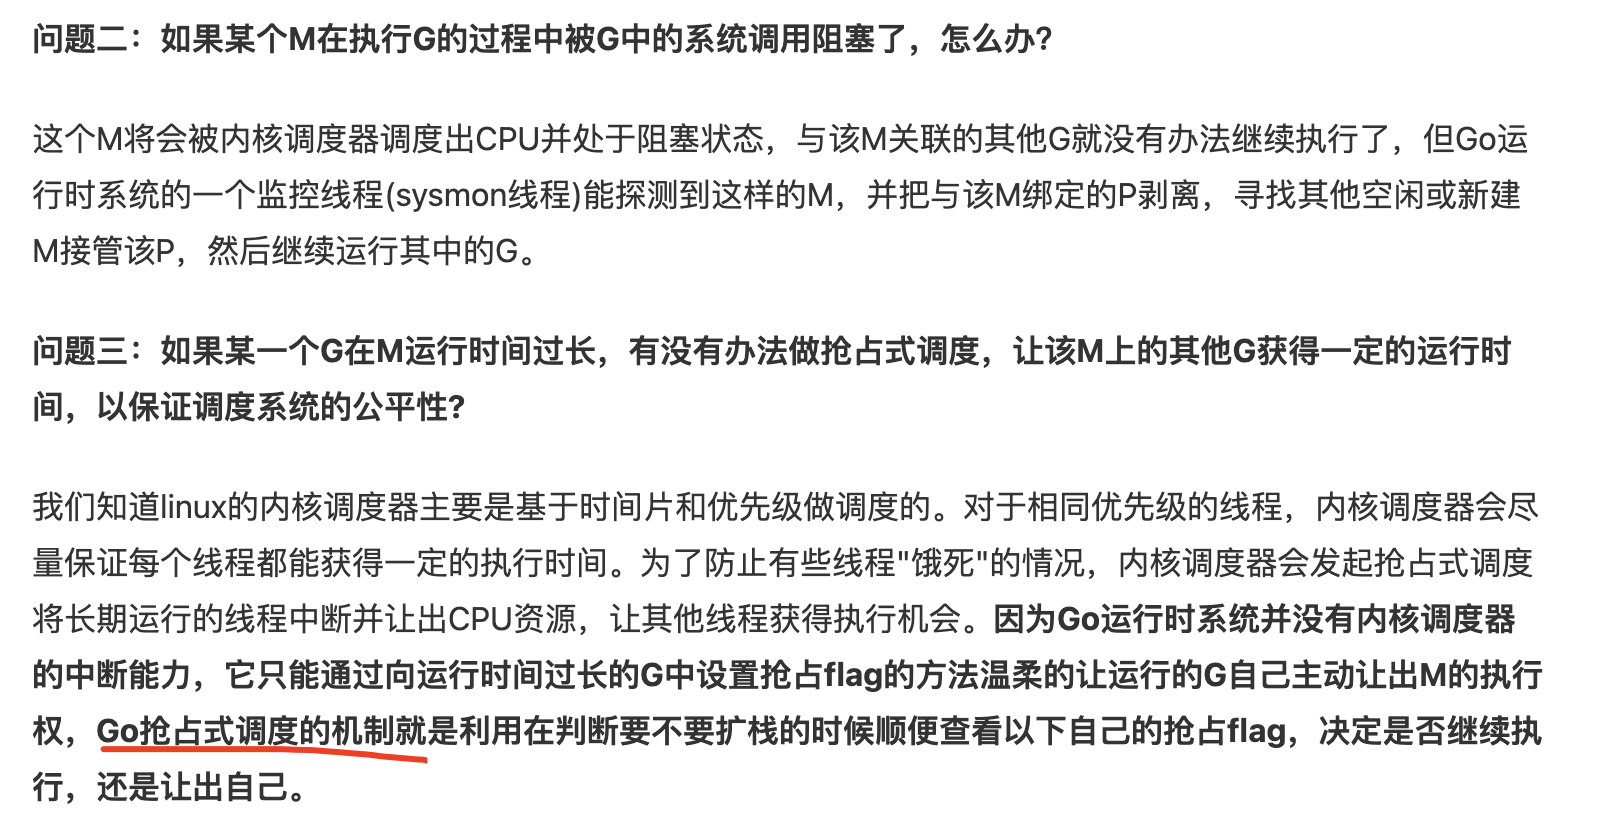 问题二：如果某个M在执行G的过程中被G中的系统调用阻塞了，怎么办?
这个M将会被内核调度器调度出CPU并处于阻塞状态，与该M关联的其他G就没有办法继续执行了，但Go运
行时系统的一个监控线程(sysmon线程)能探测到这样的M，并把与该M绑定的P剥离，寻找其他空闲或新建
M接管该P，然后继续运行其中的G。
问题三：如果某一个G在M运行时间过长，有没有办法做抢占式调度，让该M上的其他G获得一定的运行时
间，以保证调度系统的公平性?
我们知道linux的内核调度器主要是基于时间片和优先级做调度的。对于相同优先级的线程，内核调度器会尽
量保证每个线程都能获得一定的执行时间。为了防止有些线程"饿死"的情况，内核调度器会发起抢占式调度
将长期运行的线程中断并让出CPU资源，让其他线程获得执行机会。因为Go运行时系统并没有内核调度器
的中断能力，它只能通过向运行时间过长的G中设置抢占flag的方法温柔的让运行的G自己主动让出M的执行
权，Go抢占式调度的机制就是利用在判断要不要扩栈的时候顺便查看以下自己的抢占flag，决定是否继续执
行，还是让出自己。